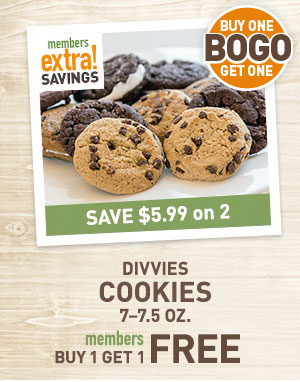 members
extra!
SAVINGS
BUY ONE
BOGO
GET ONE
SAVE $5.99 on 2
DIVVIES
COOKIES
7–7.5 OZ.
members
BUY 1 GET 1 FREE